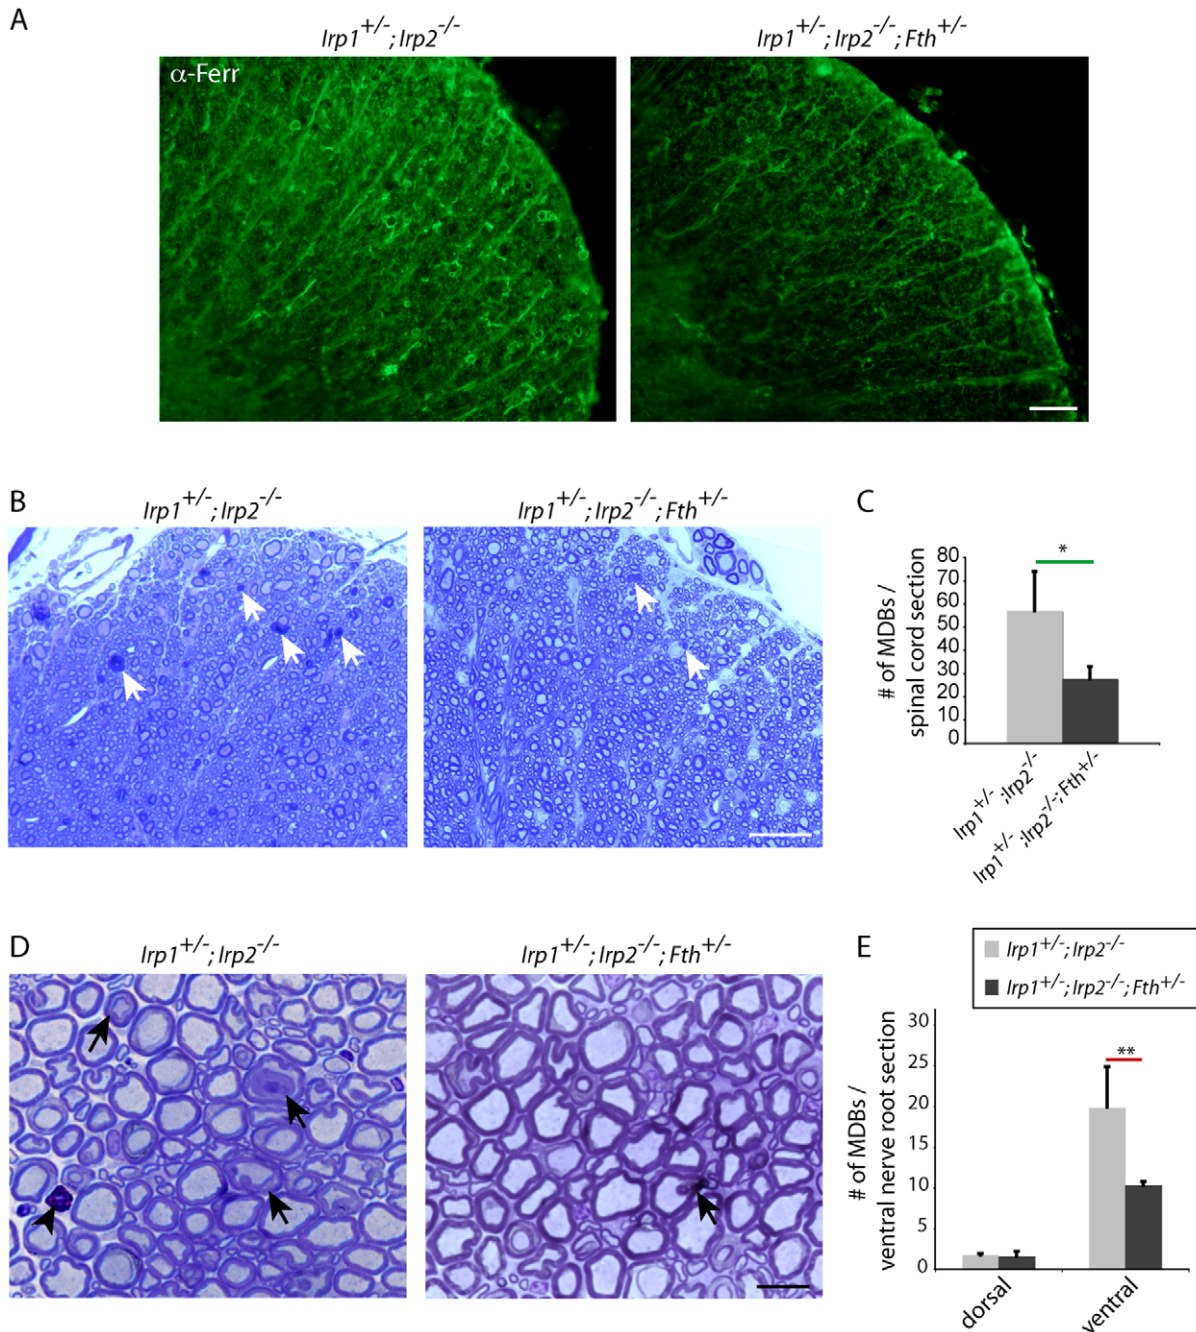 A
Irp1+/-; Irp2-/-
Irp1+/-; Irp2-/-; Fth+/-
α-Ferr
B
Irp1+/-; Irp2-/-
Irp1+/-; Irp2-/-; Fth+/-
C
# of MDBs /
spinal cord section
80
70
60
50
40
30
20
10
0
*
Irp1+/-;Irp2-/-
Irp1+/-;Irp2-/-;Fth+/-
D
Irp1+/-; Irp2-/-
Irp1+/-; Irp2-/-; Fth+/-
E
Irp1+/-; Irp2-/-
Irp1+/-; Irp2-/-; Fth+/-
# of MDBs /
ventral nerve root section
30
25
20
15
10
5
0
**
dorsal
ventral